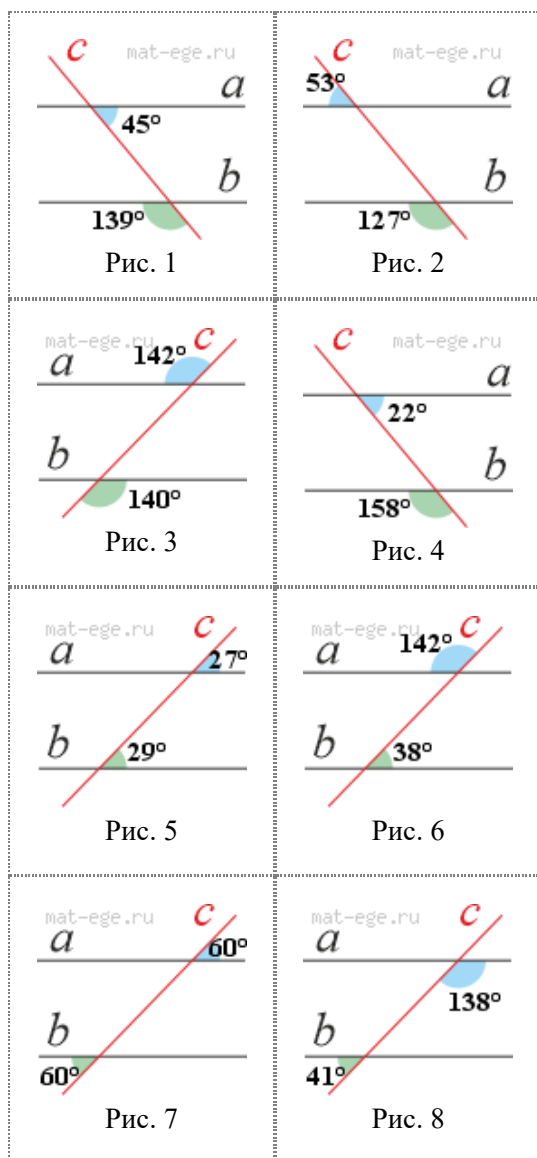 c mat-ege.ru
a
45°
b
139°
Рис. 1
c mat-ege.ru
53° a
b
127°
Рис. 2
mat-ege.ru c
a 142°
b
140°
Рис. 3
c mat-ege.ru
a
22°
b
158°
Рис. 4
mat-ege.ru c
a 27°
b 29°
Рис. 5
mat-ege.ru c
a 142°
b 38°
Рис. 6
mat-ege.ru c
a 60°
b
60°
Рис. 7
mat-ege.ru c
a
138°
b
41°
Рис. 8